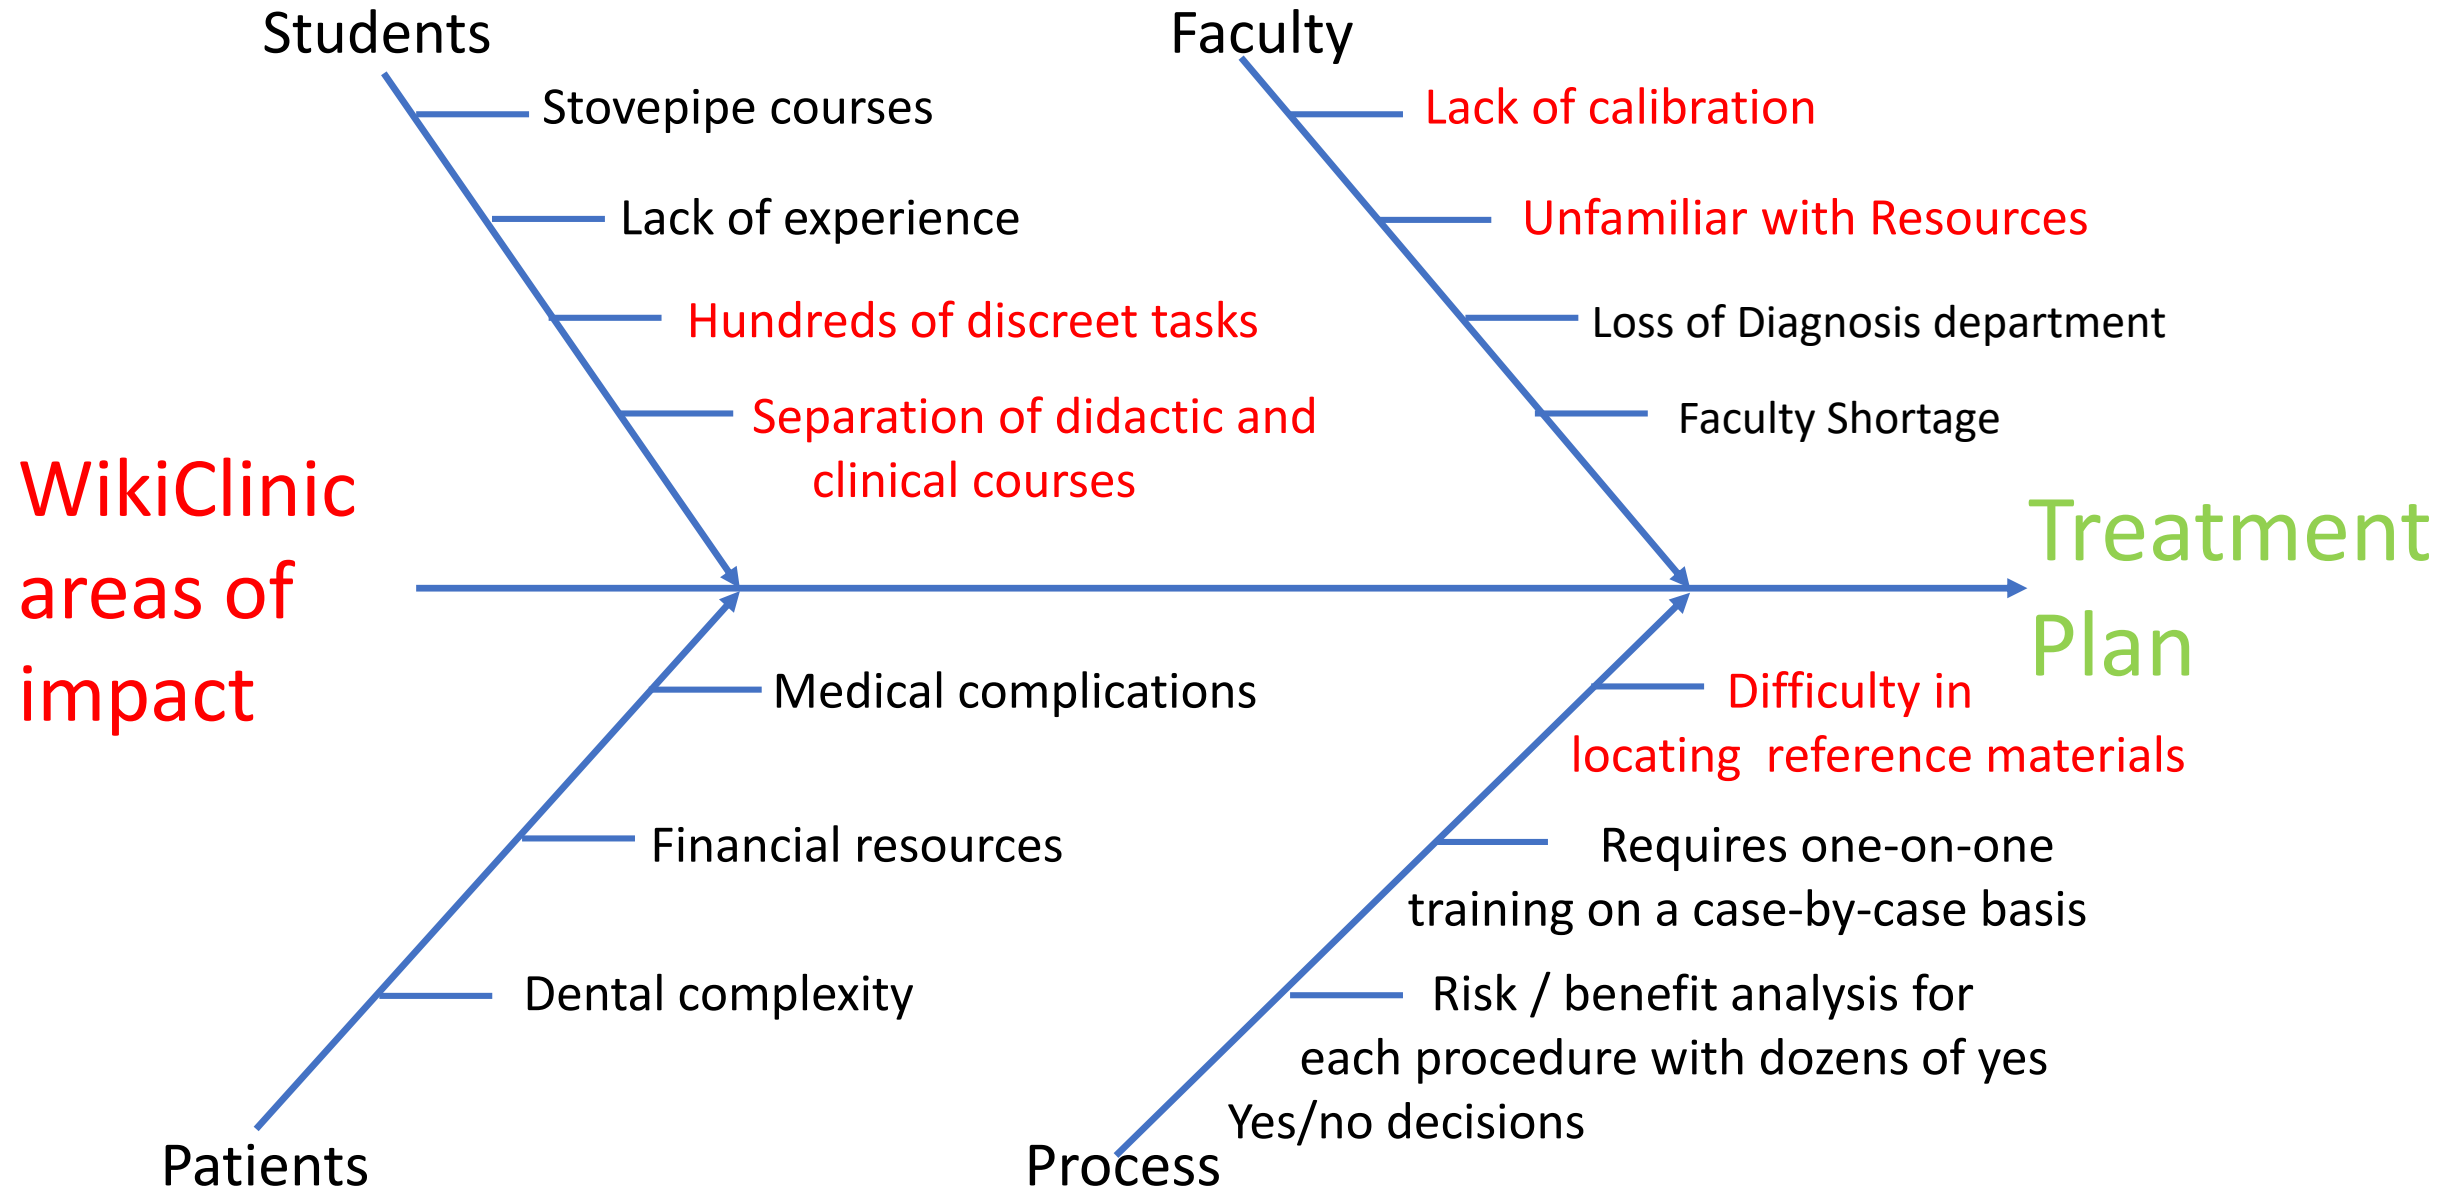 Students
Stovepipe courses
Lack of experience
Hundreds of discreet tasks
Separation of didactic and
clinical courses
Faculty
Lack of calibration
Unfamiliar with Resources
Loss of Diagnosis department
Faculty Shortage
WikiClinic
areas of
impact
Treatment
Plan
Medical complications
Financial resources
Dental complexity
Patients
Difficulty in
locating  reference materials
Requires one-on-one
training on a case-by-case basis
Risk / benefit analysis for
each procedure with dozens of yes
Yes/no decisions
Process